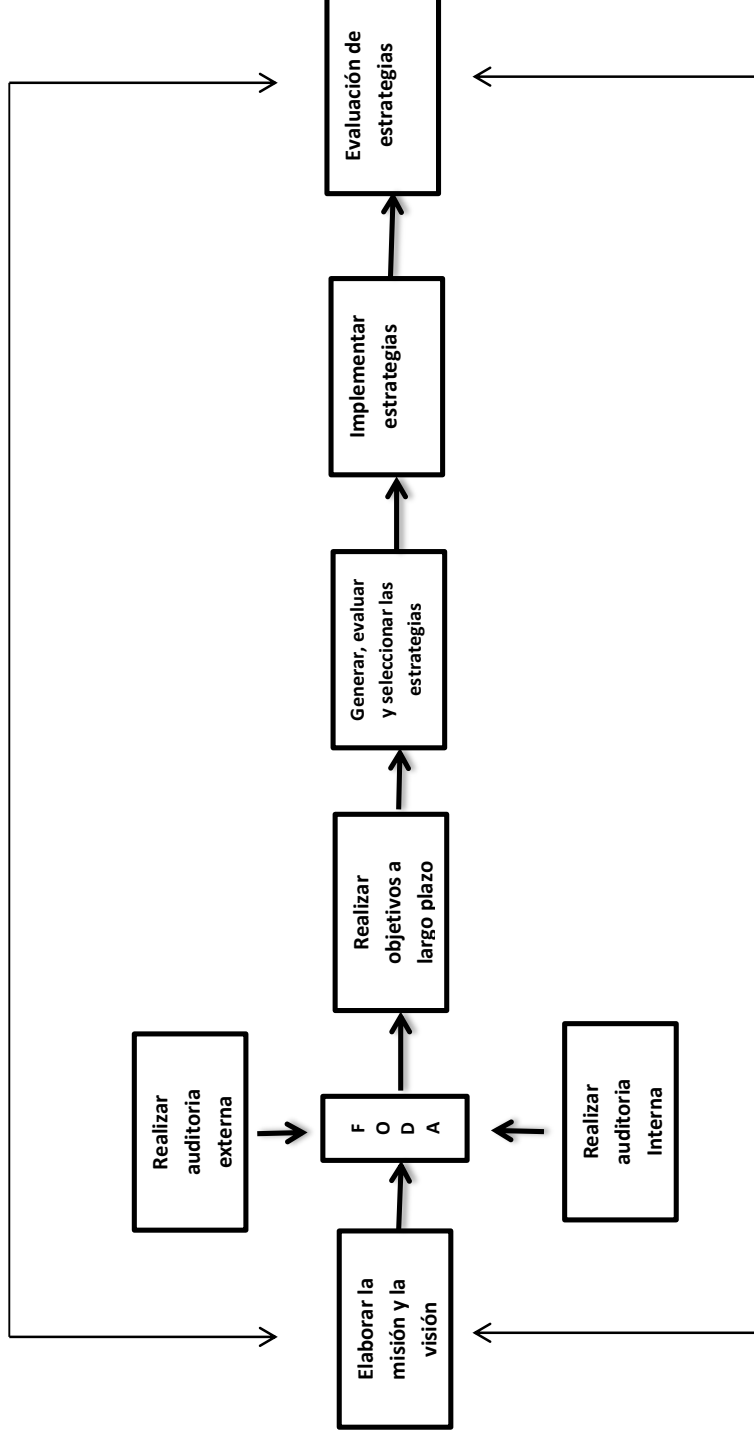 Elaborar la
misión y la
visión
Realizar
auditoria
externa
F
O
D
A
Realizar
auditoria
Interna
Realizar
objetivos a
largo plazo
Generar, evaluar
y seleccionar las
estrategias
Implementar
estrategias
Evaluación de
estrategias